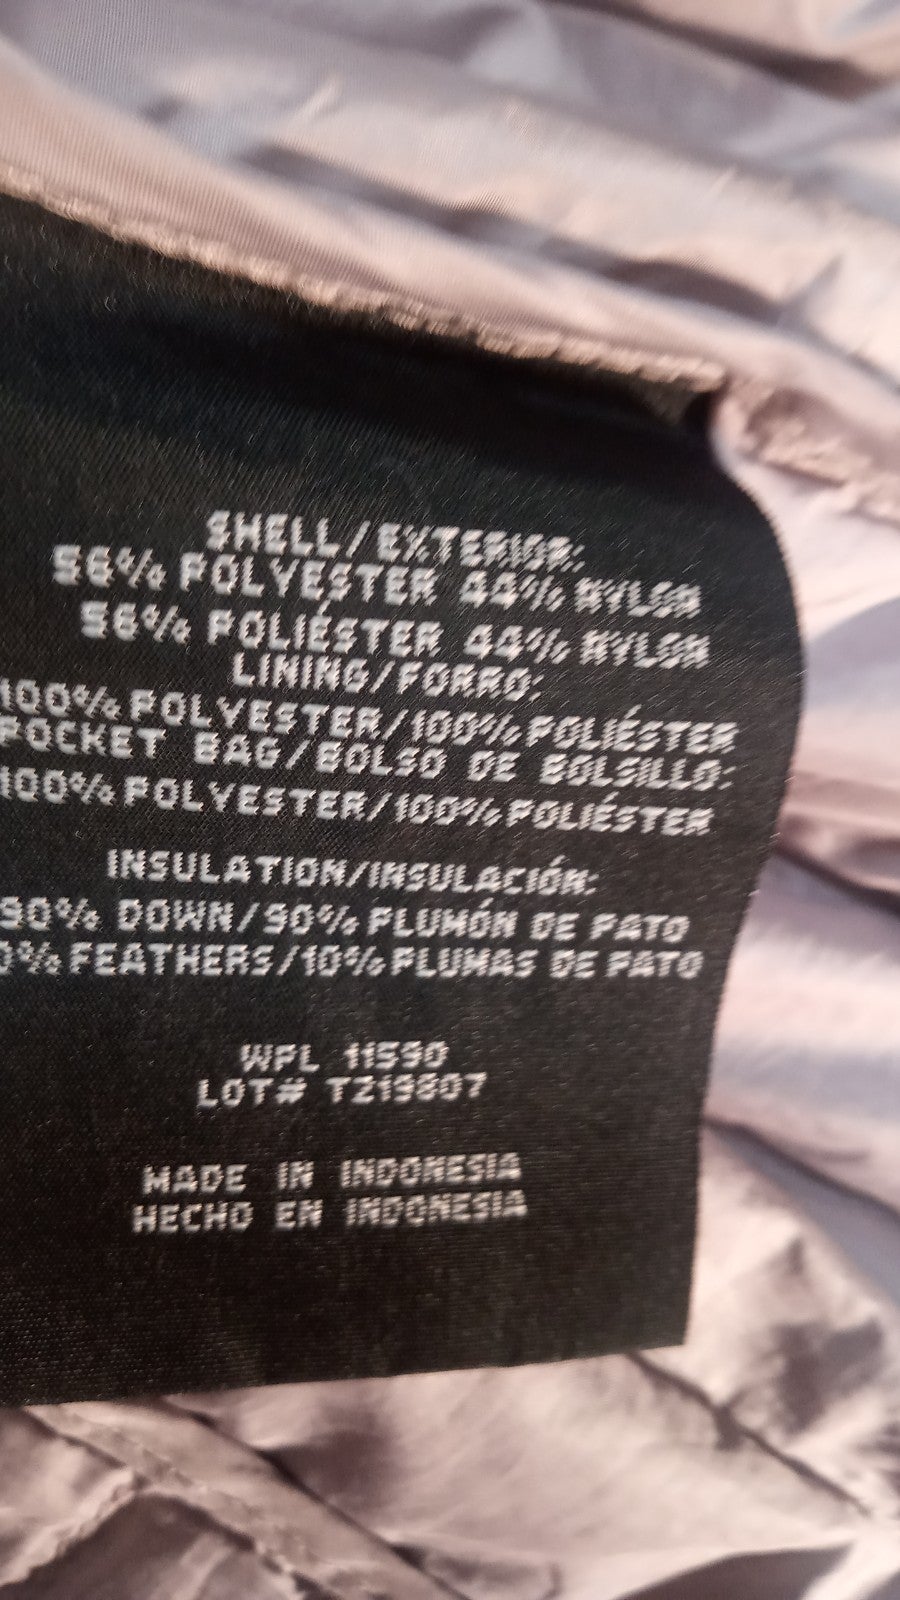 SHELL/EXTERIOR:
56% POLYESTER 44% NYLON
56% POLIÉSTER 44% NYLON
LINING/FORRO:
100% POLYESTER/100% POLIÉSTER
POCKET BAG/BOLSO DE BOLSILLO:
100% POLYESTER/100% POLIÉSTER
INSULATION/INSULACIÓN:
90% DOWN/90% PLUMÓN DE PATO
0% FEATHERS/10% PLUMAS DE PATO
WPL 11590
LOT# TZ19807
MADE IN INDONESIA
HECHO EN INDONESIA